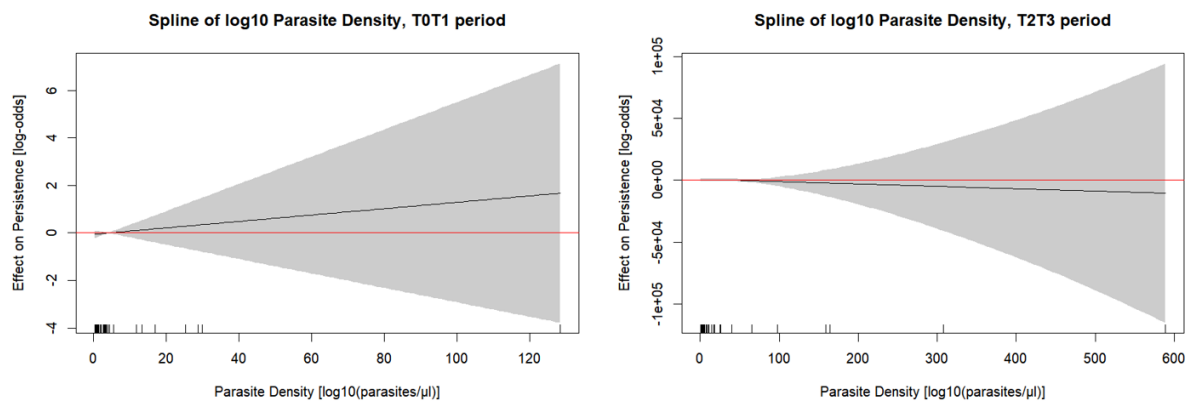 Spline of log10 Parasite Density, T0T1 period
Effect on Persistence [log-odds]
6
4
2
0
-2
-4
0 20 40 60 80 100 120
Parasite Density [log10(parasites/µl)]
Spline of log10 Parasite Density, T2T3 period
Effect on Persistence [log-odds]
1e+05
5e+04
0e+00
-5e+04
-1e+05
0 100 200 300 400 500 600
Parasite Density [log10(parasites/µl)]